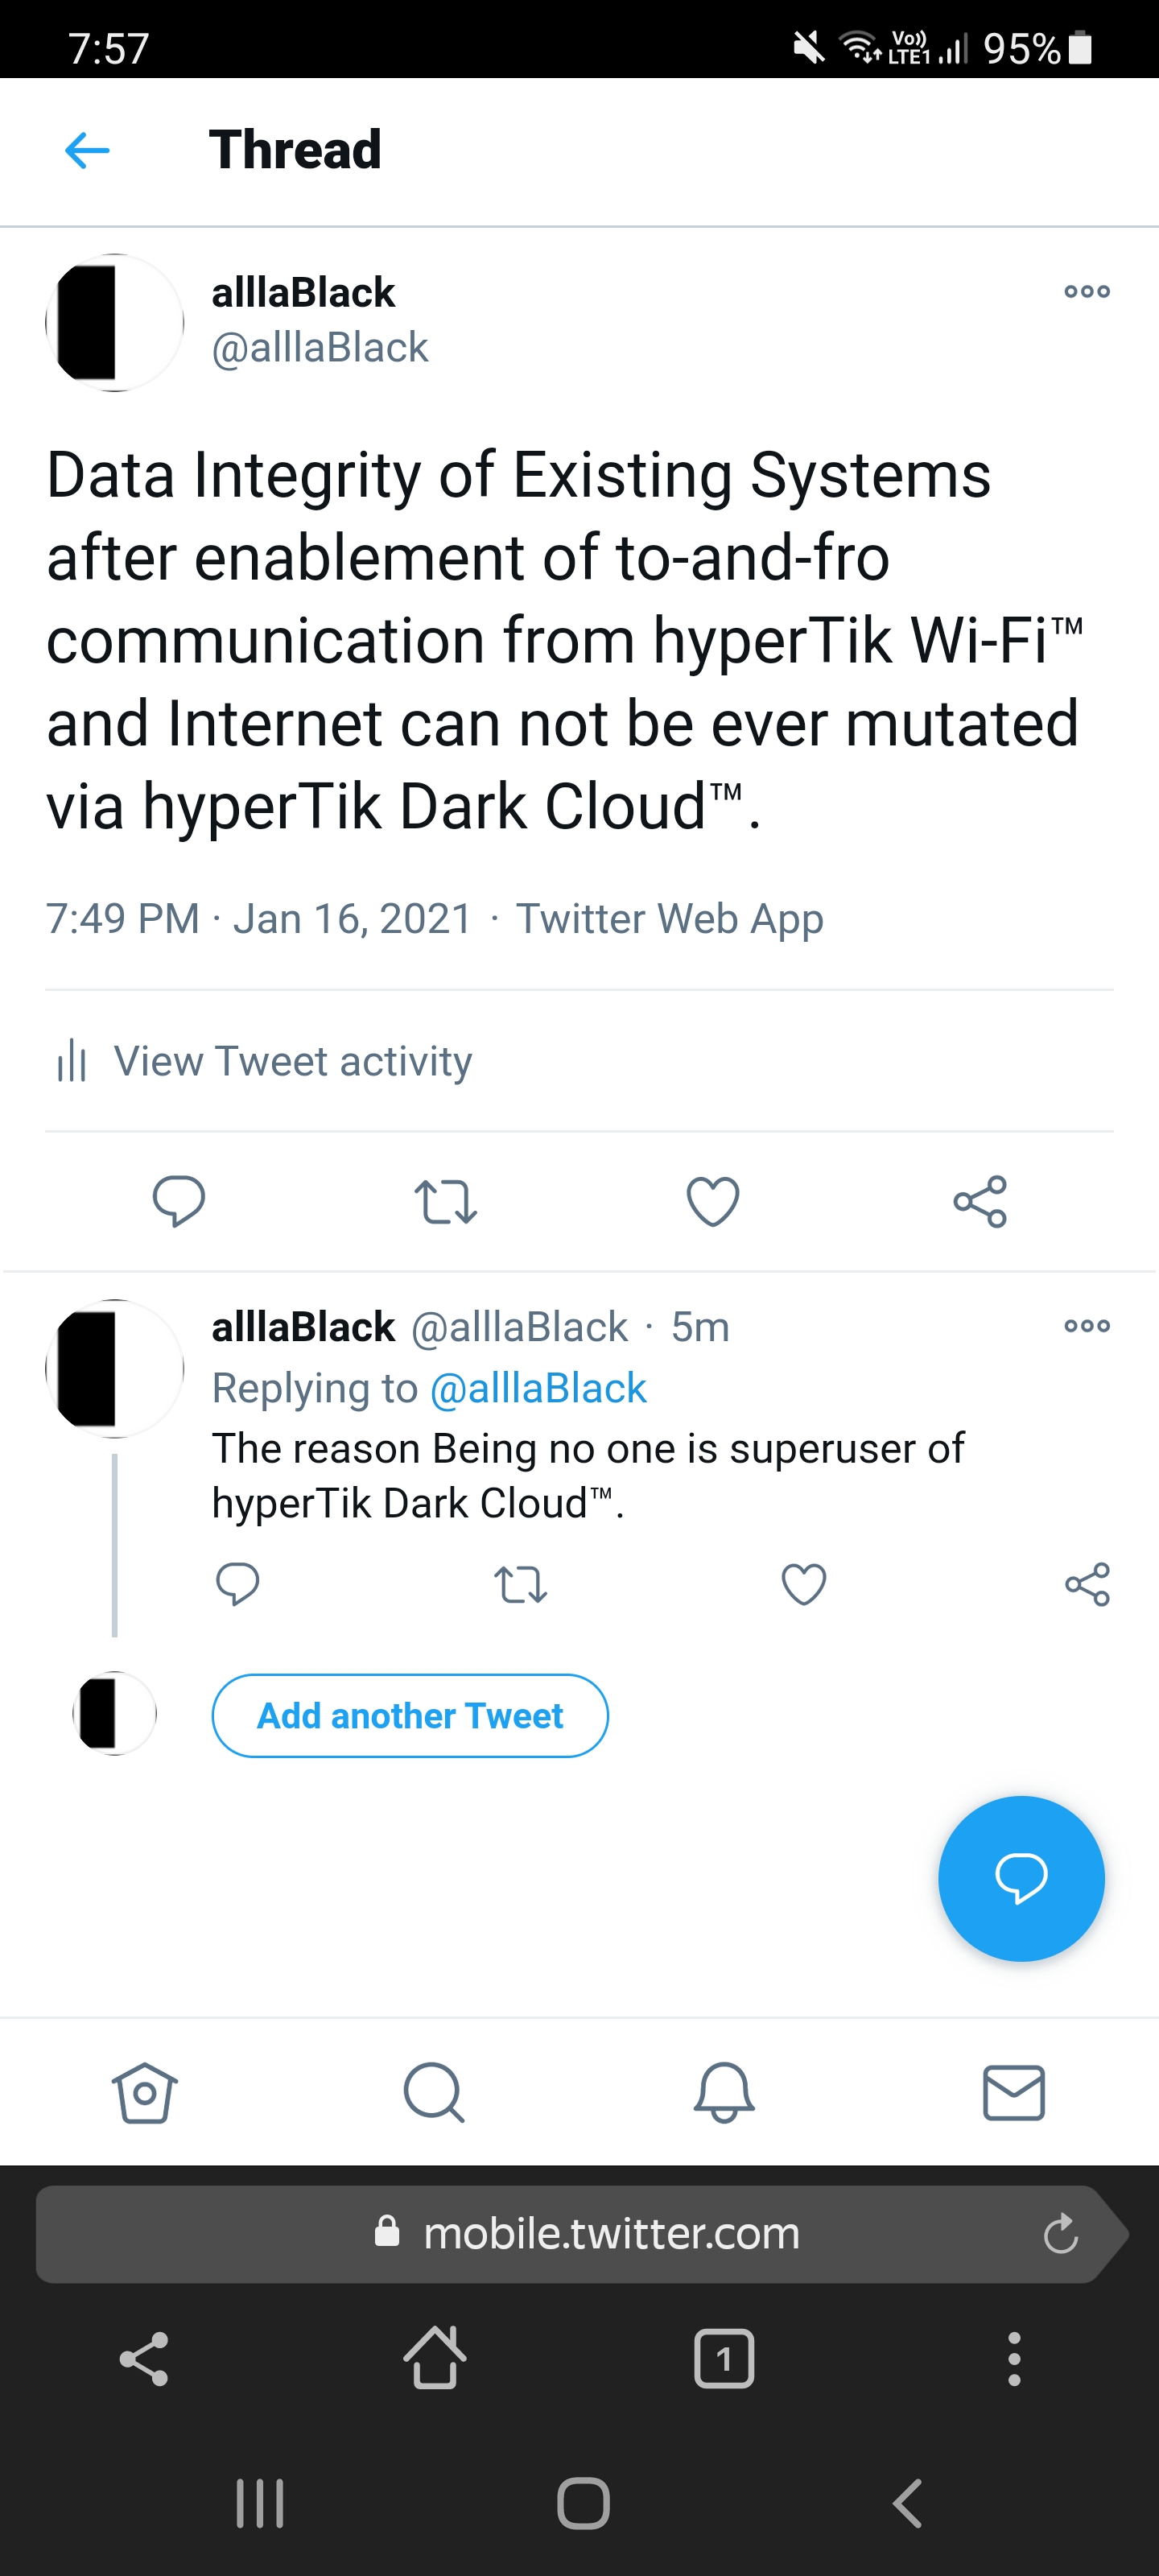 7:57 Vo)) LTE1 95%
Thread
alllaBlack
@alllaBlack
Data Integrity of Existing Systems
after enablement of to-and-fro
communication from hyperTik Wi-Fi™
and Internet can not be ever mutated
via hyperTik Dark Cloud™.
7:49 PM · Jan 16, 2021 · Twitter Web App
View Tweet activity
alllaBlack @alllaBlack · 5m
Replying to @alllaBlack
The reason Being no one is superuser of
hyperTik Dark Cloud™.
Add another Tweet
mobile.twitter.com
1